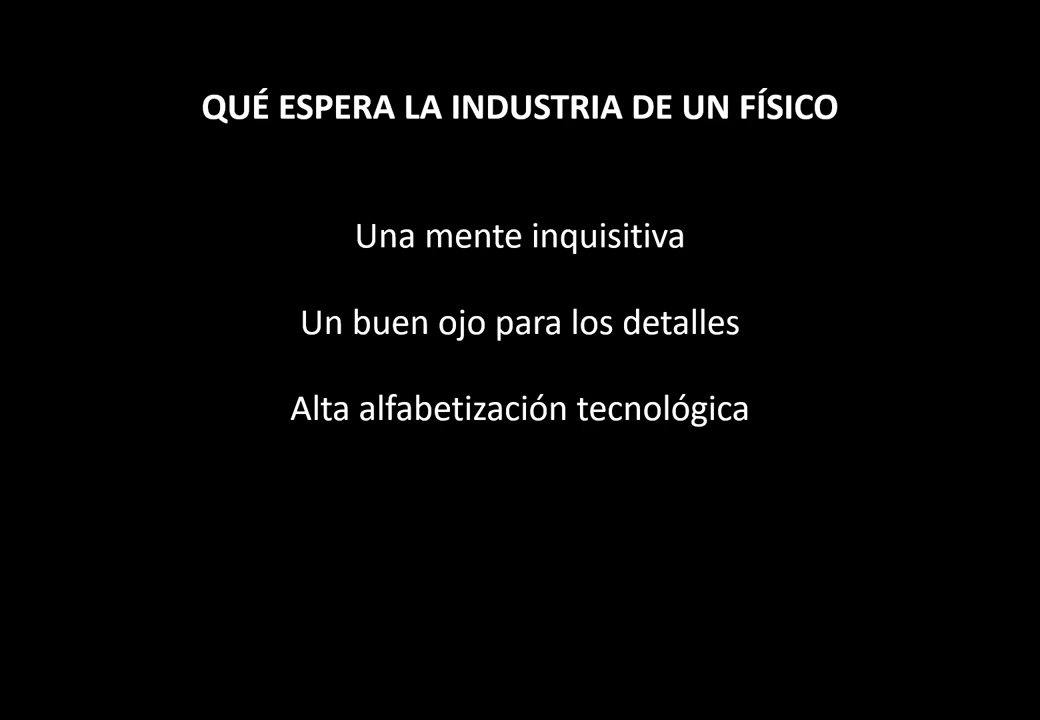 QUÉ ESPERA LA INDUSTRIA DE UN FÍSICO
Una mente inquisitiva
Un buen ojo para los detalles
Alta alfabetización tecnológica